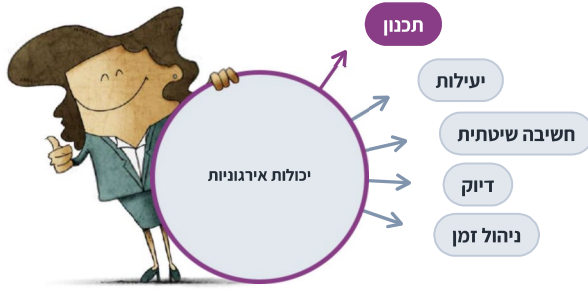 תכנון
יעילות
חשיבה שיטתית
יכולות אירגוניות
דיוק
ניהול זמן